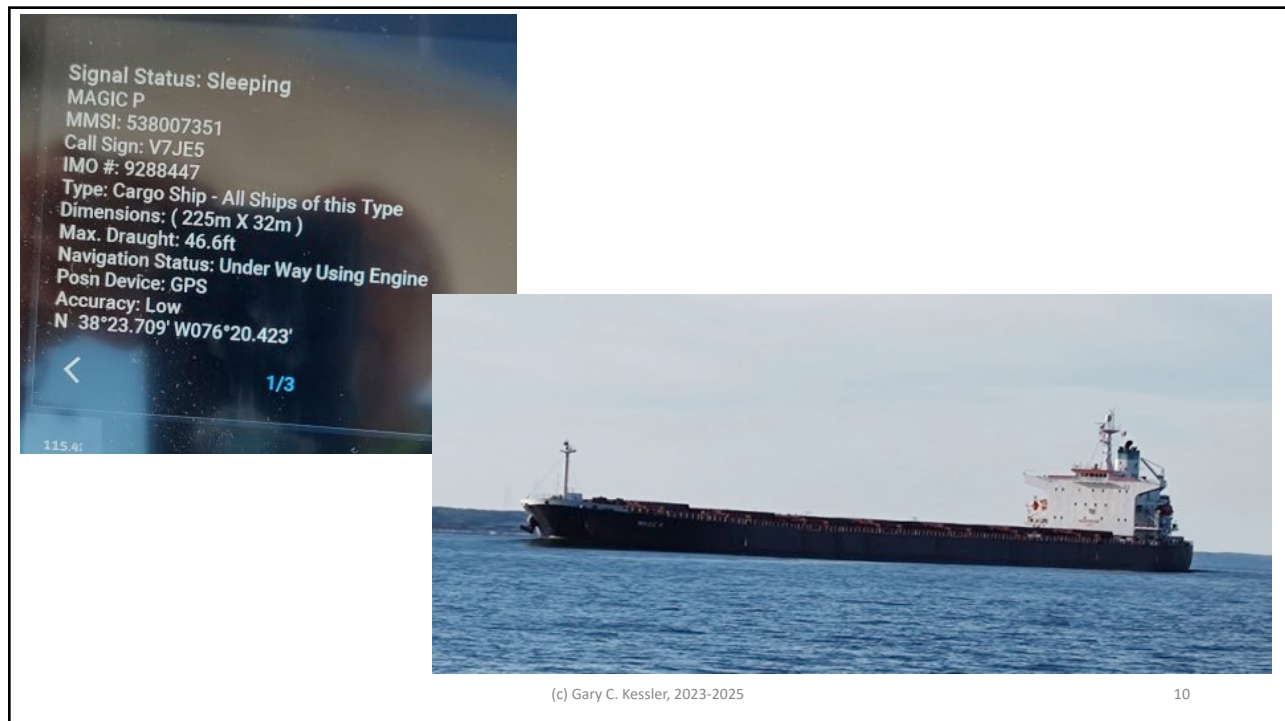 Signal Status: Sleeping
MAGIC P
MMSI: 538007351
Call Sign: V7JE5
IMO #: 9288447
Type: Cargo Ship - All Ships of this Type
Dimensions: ( 225m X 32m )
Max. Draught: 46.6ft
Navigation Status: Under Way Using Engine
Posn Device: GPS
Accuracy: Low
N 38°23.709' W076°20.423'
<
1/3
MAGIC P
(c) Gary C. Kessler, 2023-2025
10